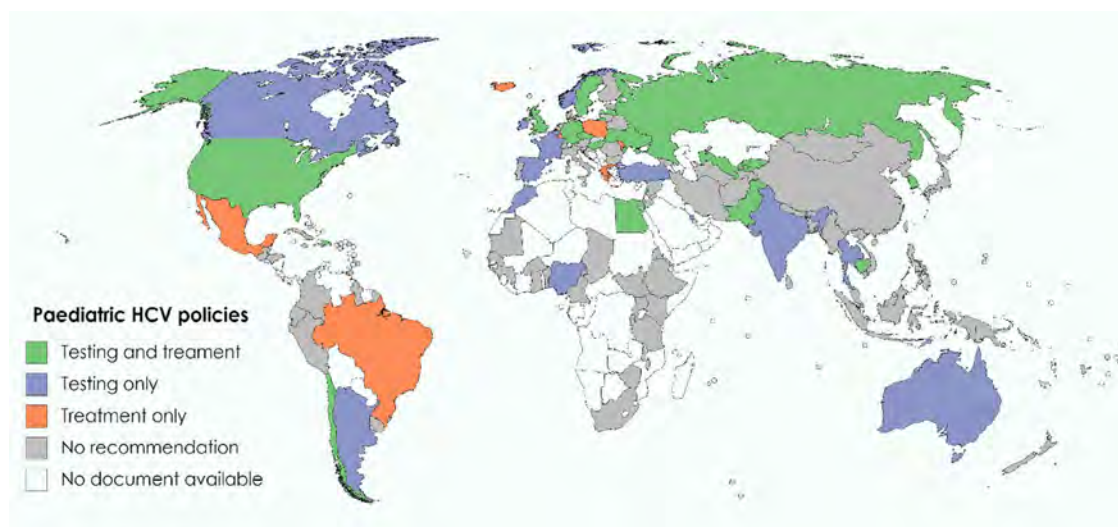 Paediatric HCV policies
Testing and treament
Testing only
Treatment only
No recommendation
No document available